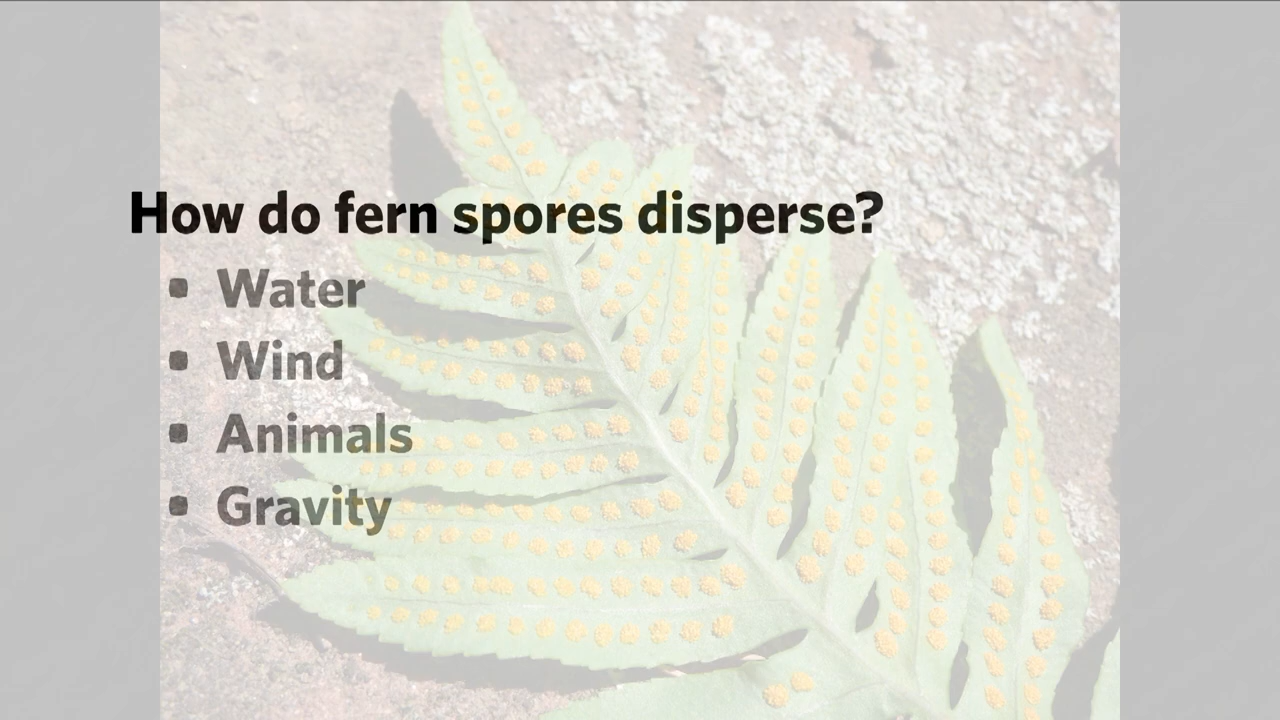 How do fern spores disperse?
▪ Water
▪ Wind
▪ Animals
▪ Gravity